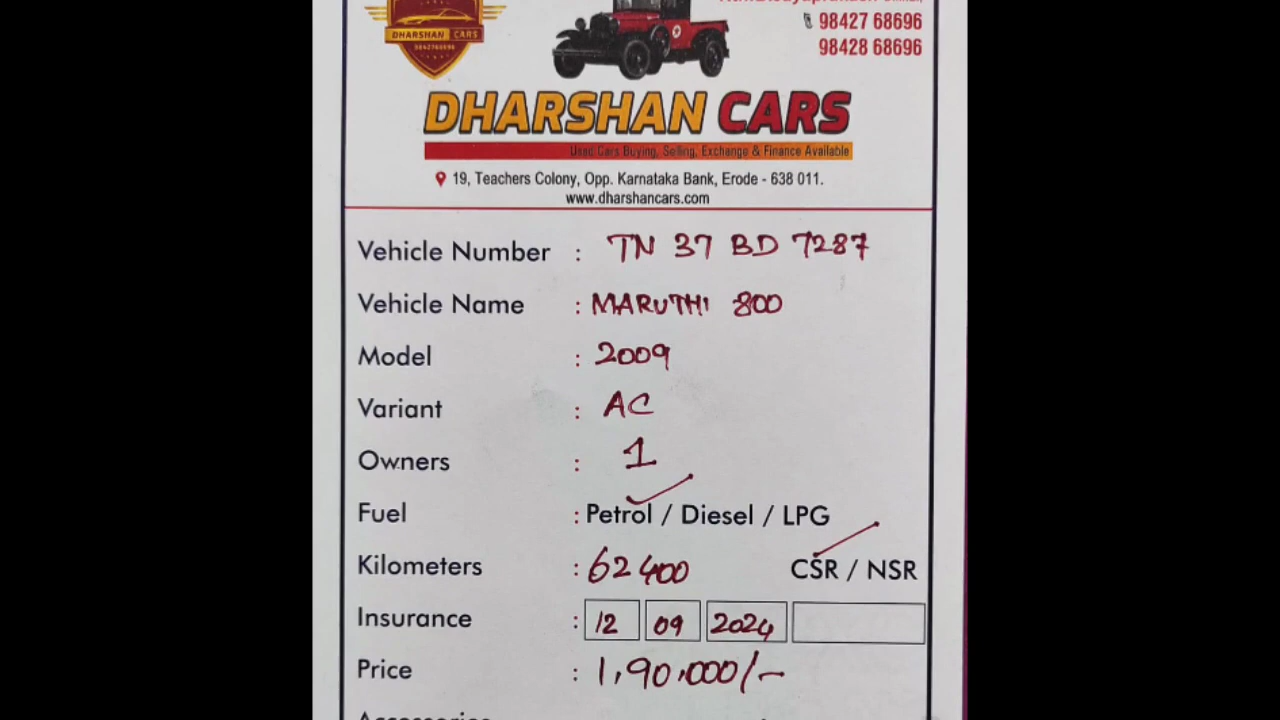 98427 68696
DHARSHAN CARS
9842768696
98428 68696
DHARSHAN CARS
Used Cars Buying, Selling, Exchange & Finance Available
19, Teachers Colony, Opp. Karnataka Bank, Erode - 638 011.
www.dharshancars.com
Vehicle Number : TN 37 BD 7287
Vehicle Name : MARUTHI 800
Model : 2009
Variant : AC
Owners : 1
Fuel : Petrol / Diesel / LPG
Kilometers : 62400 CSR / NSR
Insurance : 12 09 2024
Price : 1,90,000/-